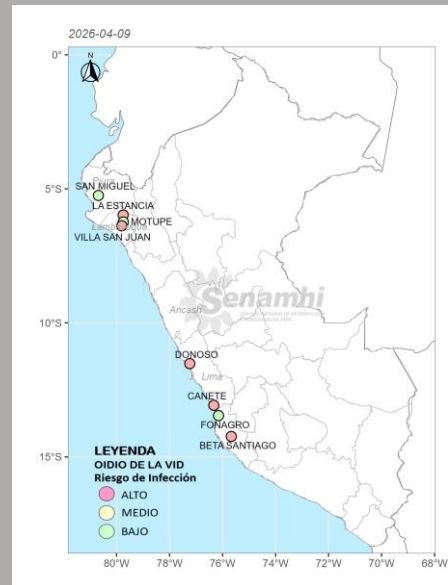 2026-04-09
N
0°
5°S
10°S
15°S
Piura
SAN MIGUEL
LA ESTANCIA
MOTUPE
Lambayeque
VILLA SAN JUAN
Ancash
Senamhi
DONOSO
Lima
CANETE
FONAGRO
BETA SANTIAGO
LEYENDA
OIDIO DE LA VID
Riesgo de Infección
ALTO
MEDIO
BAJO
80°W 78°W 76°W 74°W 72°W 70°W 68°W